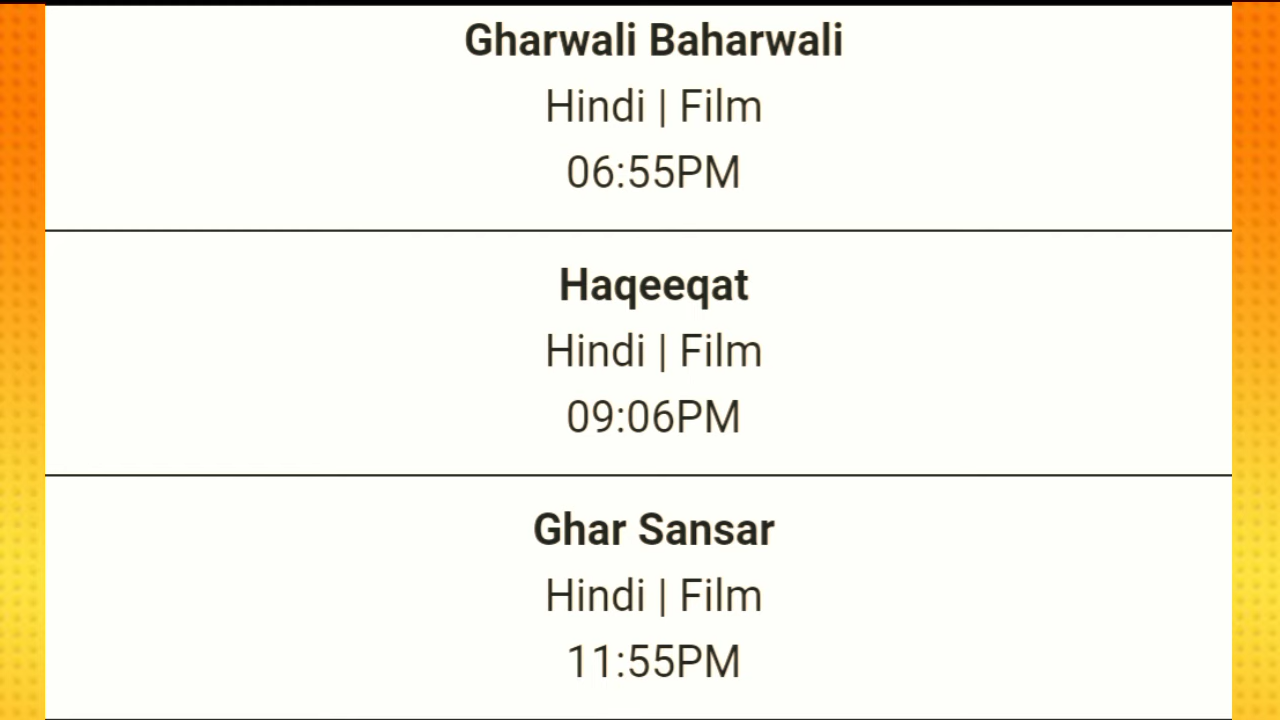 Gharwali Baharwali
Hindi | Film
06:55PM
Haqeeqat
Hindi | Film
09:06PM
Ghar Sansar
Hindi | Film
11:55PM